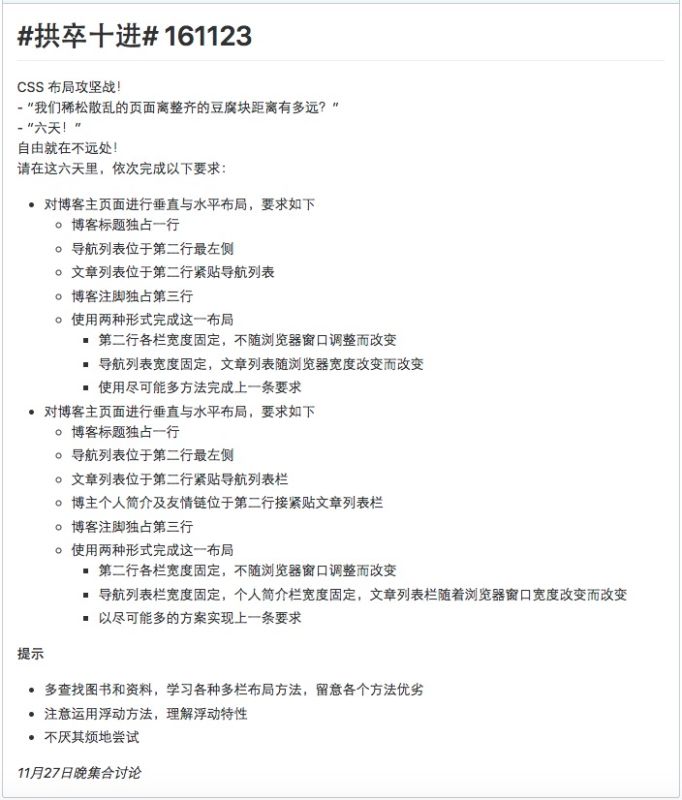 #拱卒十进# 161123
CSS 布局攻坚战！
- “我们稀松散乱的页面离整齐的豆腐块距离有多远？”
- “六天！”
自由就在不远处！
请在这六天里，依次完成以下要求：
对博客主页面进行垂直与水平布局，要求如下
博客标题独占一行
导航列表位于第二行最左侧
文章列表位于第二行紧贴导航列表
博客注脚独占第三行
使用两种形式完成这一布局
第二行各栏宽度固定，不随浏览器窗口调整而改变
导航列表宽度固定，文章列表随浏览器宽度改变而改变
使用尽可能多方法完成上一条要求
对博客主页面进行垂直与水平布局，要求如下
博客标题独占一行
导航列表位于第二行最左侧
文章列表位于第二行紧贴导航列表栏
博主个人简介及友情链位于第二行接紧贴文章列表栏
博客注脚独占第三行
使用两种形式完成这一布局
第二行各栏宽度固定，不随浏览器窗口调整而改变
导航列表栏宽度固定，个人简介栏宽度固定，文章列表栏随着浏览器窗口宽度改变而改变
以尽可能多的方案实现上一条要求
提示
多查找图书和资料，学习各种多栏布局方法，留意各个方法优劣
注意运用浮动方法，理解浮动特性
不厌其烦地尝试
11月27日晚集合讨论